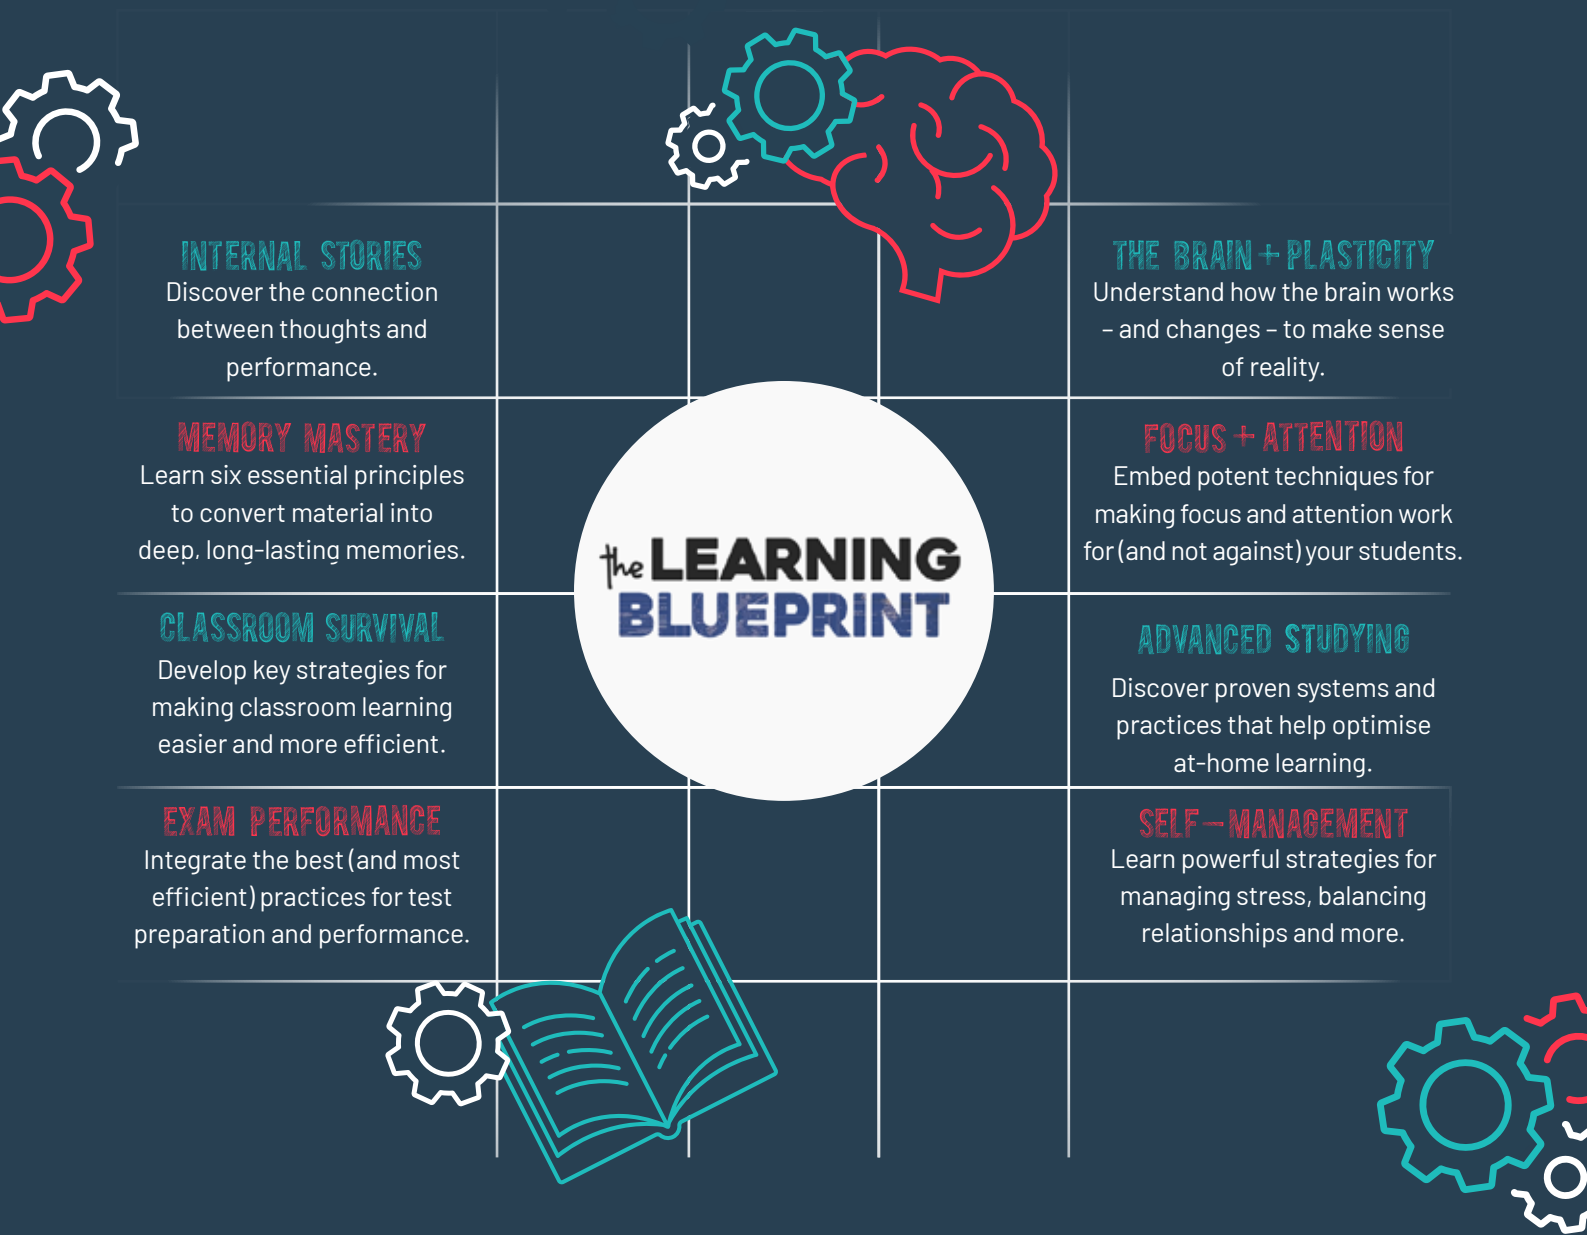 INTERNAL STORIES
Discover the connection
between thoughts and
performance.
MEMORY MASTERY
Learn six essential principles
to convert material into
deep, long-lasting memories.
CLASSROOM SURVIVAL
Develop key strategies for
making classroom learning
easier and more efficient.
EXAM PERFORMANCE
Integrate the best (and most
efficient) practices for test
preparation and performance.
the LEARNING
BLUEPRINT
THE BRAIN + PLASTICITY
Understand how the brain works
– and changes – to make sense
of reality.
FOCUS + ATTENTION
Embed potent techniques for
making focus and attention work
for (and not against) your students.
ADVANCED STUDYING
Discover proven systems and
practices that help optimise
at-home learning.
SELF–MANAGEMENT
Learn powerful strategies for
managing stress, balancing
relationships and more.